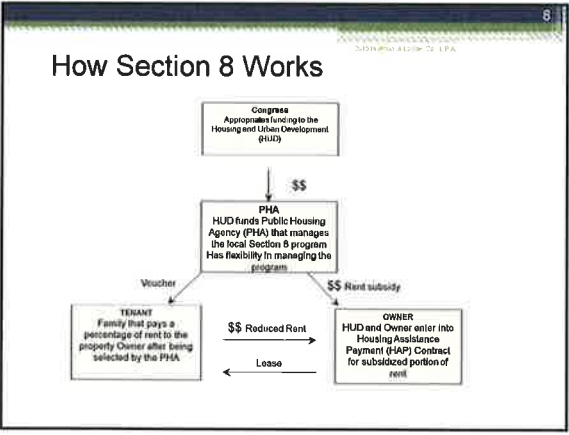 8
How Section 8 Works
Congress
Appropriates funding to the
Housing and Urban Development
(HUD)
$$
PHA
HUD funds Public Housing
Agency (PHA) that manages
the local Section 8 program
Has flexibility in managing the
program
Voucher
$$ Rent subsidy
TENANT
Family that pays a
percentage of rent to the
property Owner after being
selected by the PHA
$$ Reduced Rent
Lease
OWNER
HUD and Owner enter into
Housing Assistance
Payment (HAP) Contract
for subsidized portion of
rent